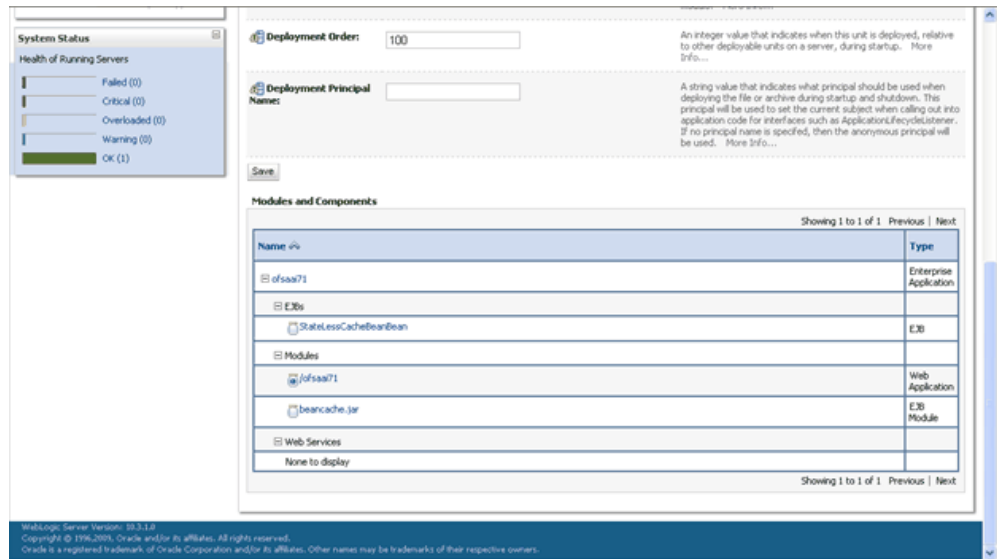 System Status
Health of Running Servers
Failed (0)
Critical (0)
Overloaded (0)
Warning (0)
OK (1)
Deployment Order:
100
An integer value that indicates when this unit is deployed, relative
to other deployable units on a server, during startup. More
Info...
Deployment Principal
Name:
A string value that indicates what principal should be used when
deploying the file or archive during startup and shutdown. This
principal will be used to set the current subject when calling out into
application code for interfaces such as ApplicationLifecycleListener.
If no principal name is specifed, then the anonymous principal will
be used. More Info...
Save
Modules and Components
Showing 1 to 1 of 1 Previous | Next
Name Type
ofsaai71 Enterprise
Application
EJBs
StateLessCacheBeanBean EJB
Modules
/ofsaai71 Web
Application
beancache.jar EJB
Module
Web Services
None to display
Showing 1 to 1 of 1 Previous | Next
WebLogic Server Version: 10.3.1.0
Copyright © 1996,2009, Oracle and/or its affiliates. All rights reserved.
Oracle is a registered trademark of Oracle Corporation and/or its affiliates. Other names may be trademarks of their respective owners.